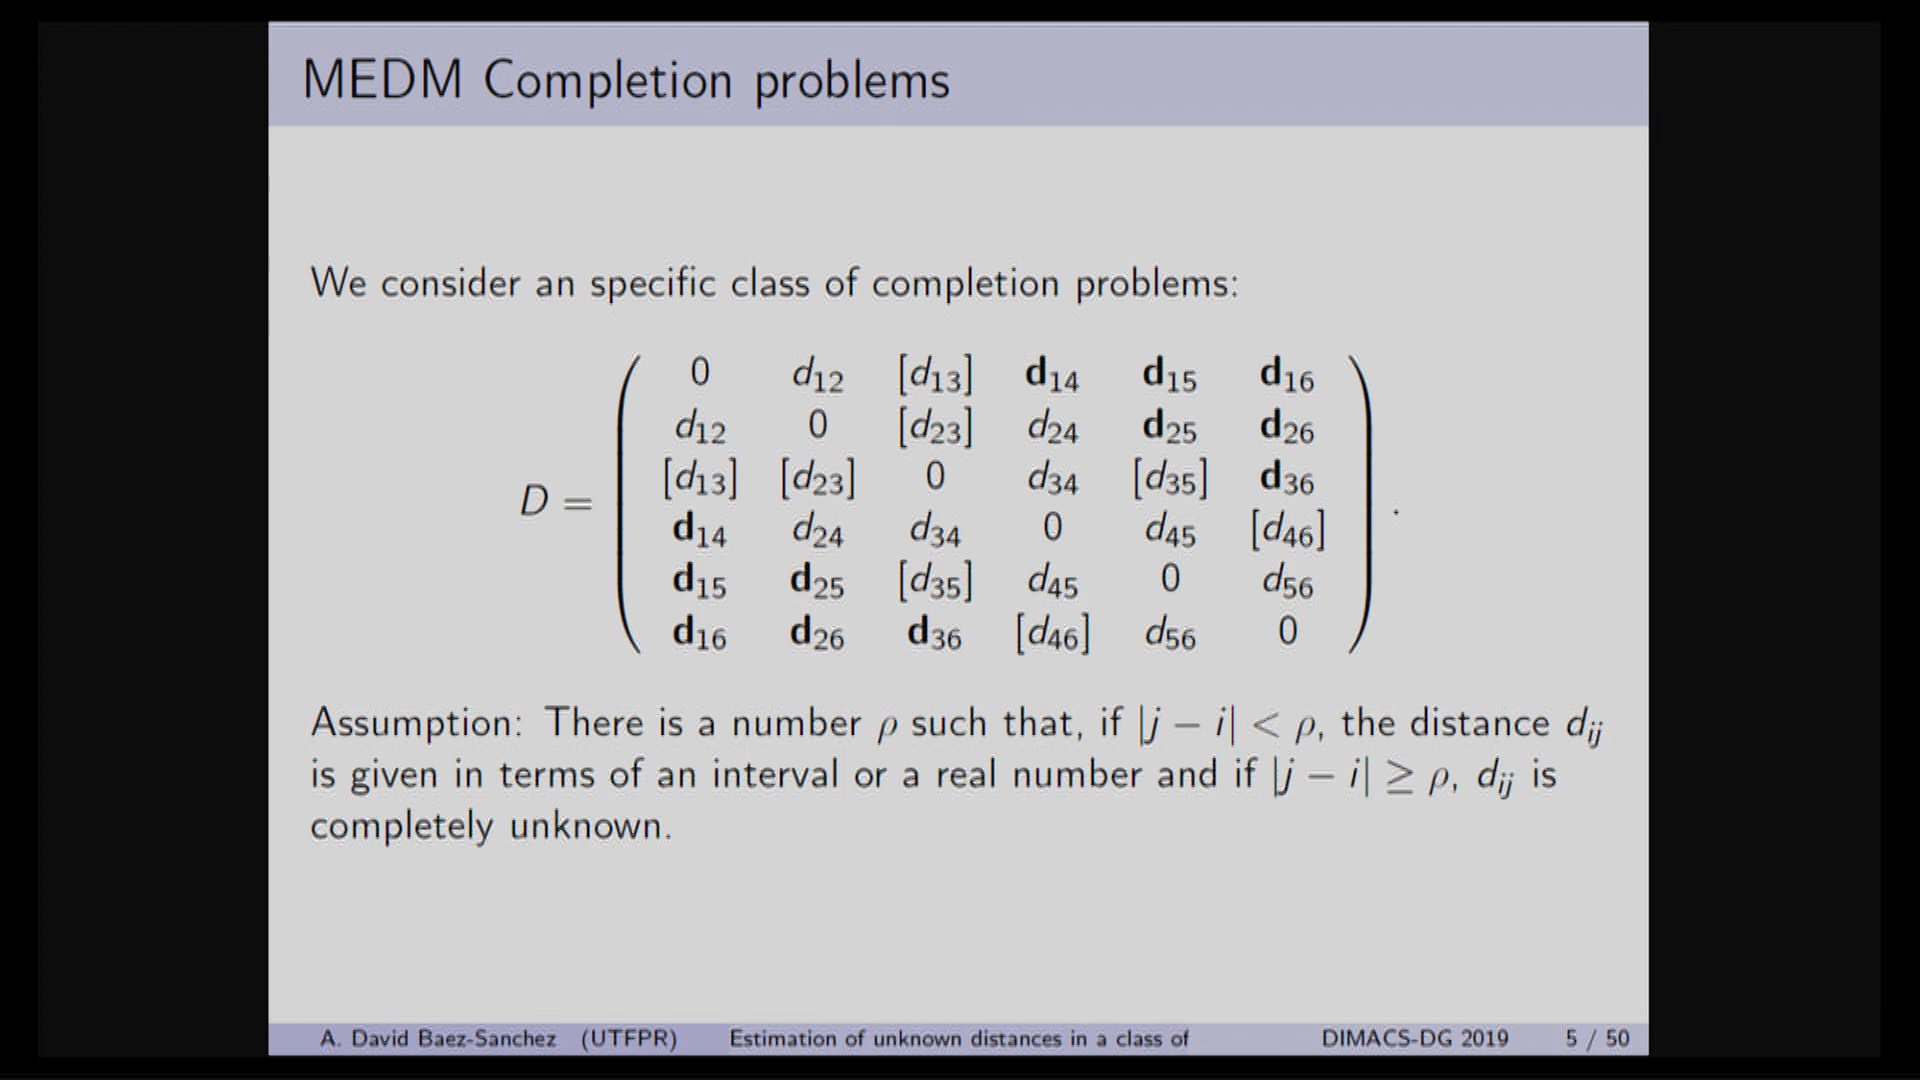 MEDM Completion problems
We consider an specific class of completion problems:
0 d12 [d13] d14 d15 d16
d12 0 [d23] d24 d25 d26
[d13] [d23] 0 d34 [d35] d36
D =
d14 d24 d34 0 d45 [d46] .
d15 d25 [d35] d45 0 d56
d16 d26 d36 [d46] d56 0
Assumption: There is a number ρ such that, if |j − i| < ρ, the distance dij
is given in terms of an interval or a real number and if |j − i| ≥ ρ, dij is
completely unknown.
A. David Baez-Sanchez (UTFPR) Estimation of unknown distances in a class of DIMACS-DG 2019 5 / 50